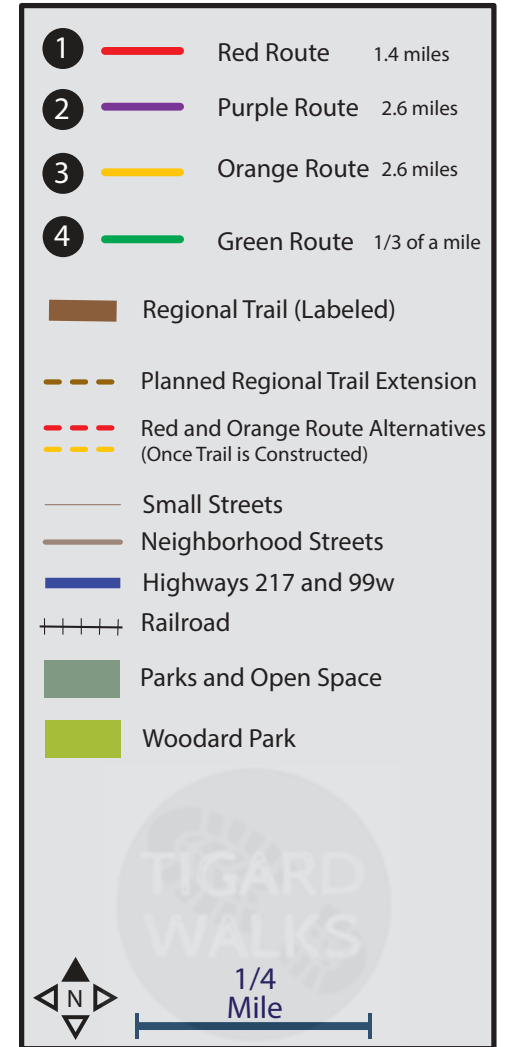 1 Red Route 1.4 miles
2 Purple Route 2.6 miles
3 Orange Route 2.6 miles
4 Green Route 1/3 of a mile
Regional Trail (Labeled)
Planned Regional Trail Extension
Red and Orange Route Alternatives
(Once Trail is Constructed)
Small Streets
Neighborhood Streets
Highways 217 and 99w
Railroad
Parks and Open Space
Woodard Park
TIGARD
WALKS
N
1/4
Mile